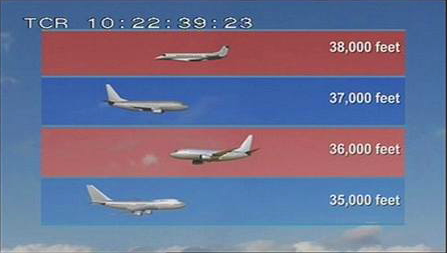 TCR 10:22:39:23
38,000 feet
37,000 feet
36,000 feet
35,000 feet